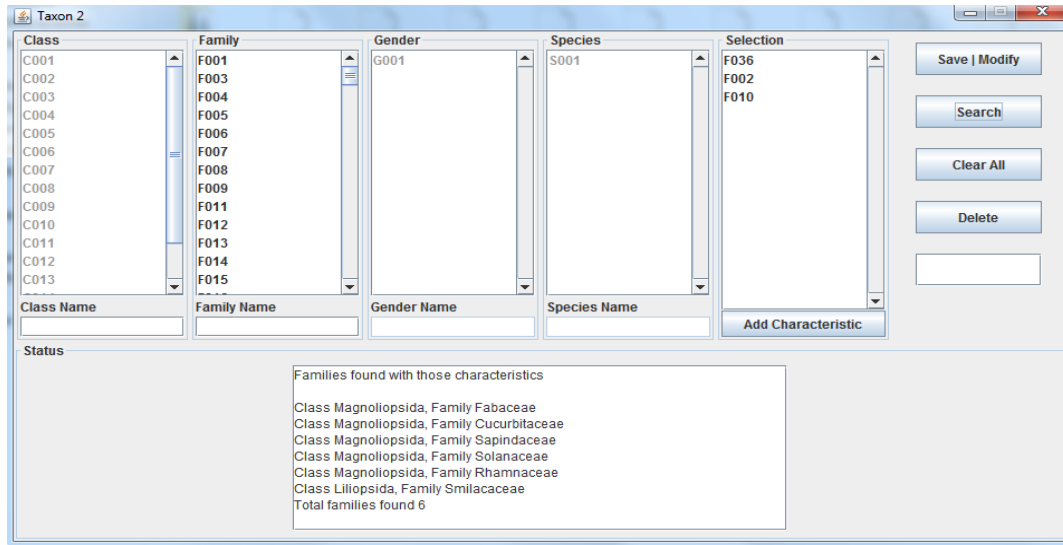 Taxon 2
Class
C001
C002
C003
C004
C005
C006
C007
C008
C009
C010
C011
C012
C013
Class Name
Family
F001
F003
F004
F005
F006
F007
F008
F009
F011
F012
F013
F014
F015
Family Name
Gender
G001
Gender Name
Species
S001
Species Name
Selection
F036
F002
F010
Add Characteristic
Save | Modify
Search
Clear All
Delete
Status
Families found with those characteristics
Class Magnoliopsida, Family Fabaceae
Class Magnoliopsida, Family Cucurbitaceae
Class Magnoliopsida, Family Sapindaceae
Class Magnoliopsida, Family Solanaceae
Class Magnoliopsida, Family Rhamnaceae
Class Liliopsida, Family Smilacaceae
Total families found 6